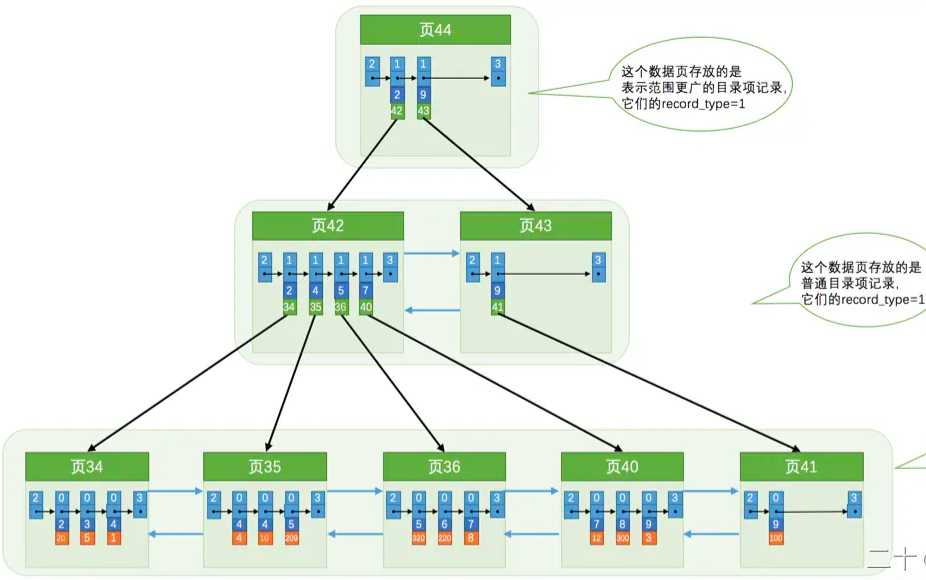 页44
2 1 1 3
2 9
42 43
这个数据页存放的是
表示范围更广的目录项记录,
它们的record_type=1
页42
2 1 1 1 1 3
2 4 5 7
34 35 36 40
页43
2 1 3
9
41
这个数据页存放的是
普通目录项记录,
它们的record_type=1
页34
2 0 0 0 3
2 3 4
20 5 1
页35
2 0 0 0 3
4 4 5
4 10 209
页36
2 0 0 0 3
5 6 7
320 220 8
页40
2 0 0 0 3
7 8 9
12 300 3
页41
2 0 3
9
100
二十